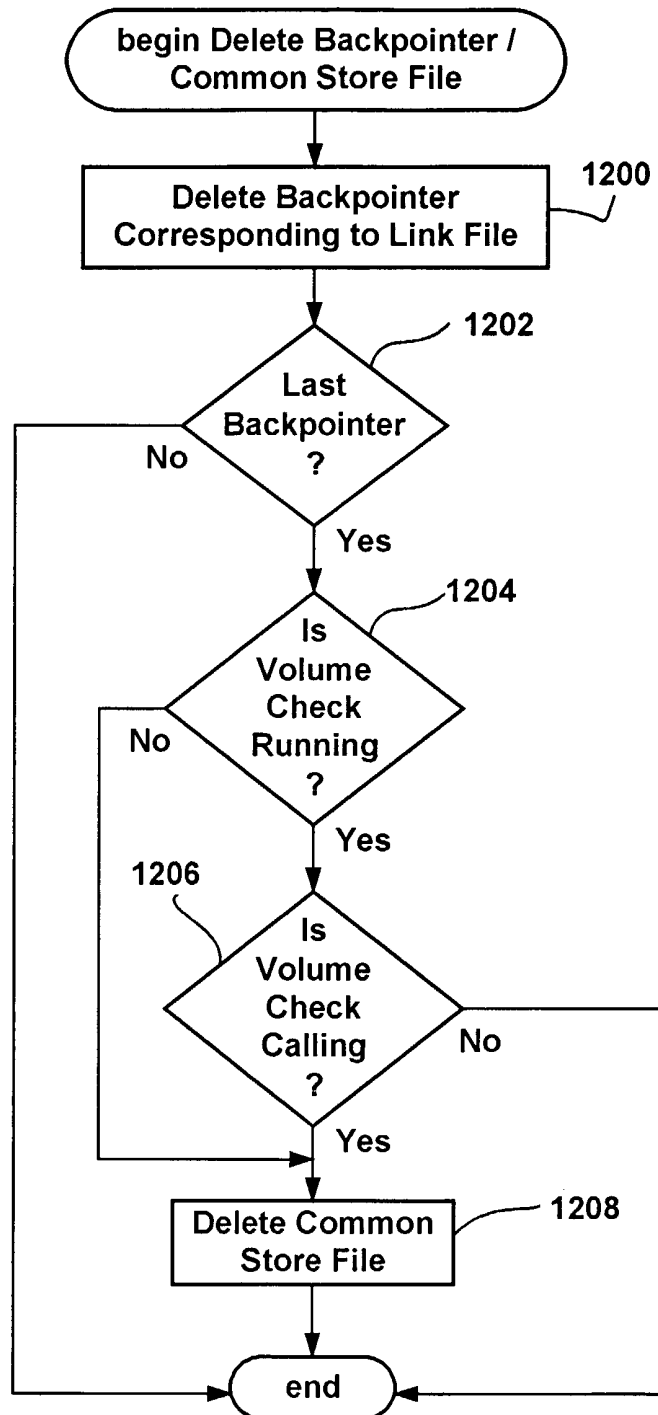 begin Delete Backpointer /
Common Store File
1200
Delete Backpointer
Corresponding to Link File
1202
Last
Backpointer
?
No
Yes
1204
Is
Volume
Check
Running
?
No
Yes
1206
Is
Volume
Check
Calling
?
No
Yes
1208
Delete Common
Store File
end